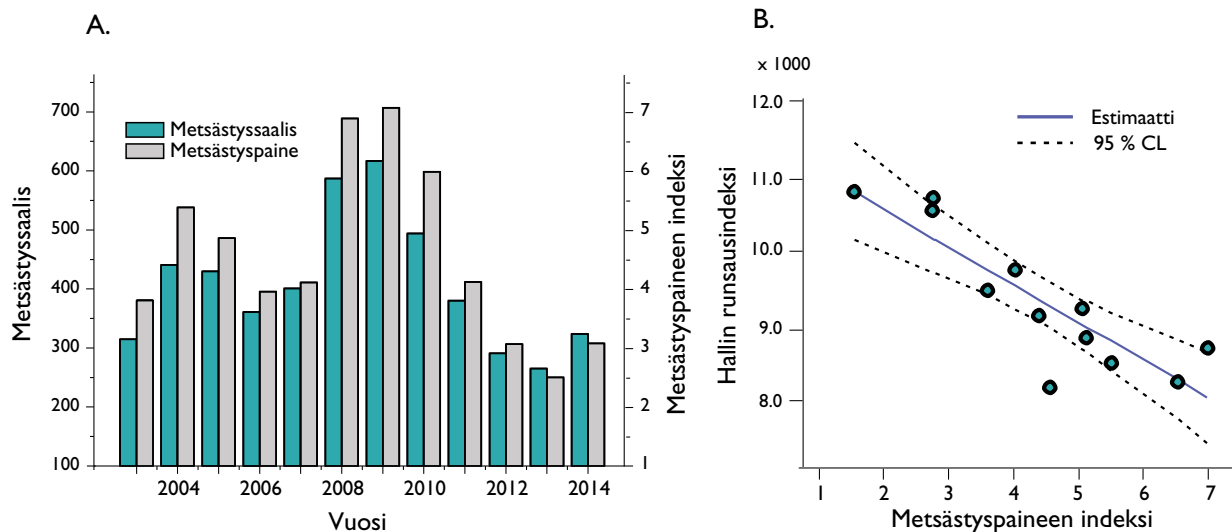 A.
700
600
500
400
300
200
100
Metsästyssaalis
Metsästyssaalis
Metsästyspaine
7
6
5
4
3
2
1
Metsästyspaineen indeksi
2004
2006
2008
2010
2012
2014
Vuosi
B.
x 1000
12.0
11.0
10.0
9.0
8.0
Hallin runsausindeksi
Estimaatti
95 % CL
1
2
3
4
5
6
7
Metsästyspaineen indeksi